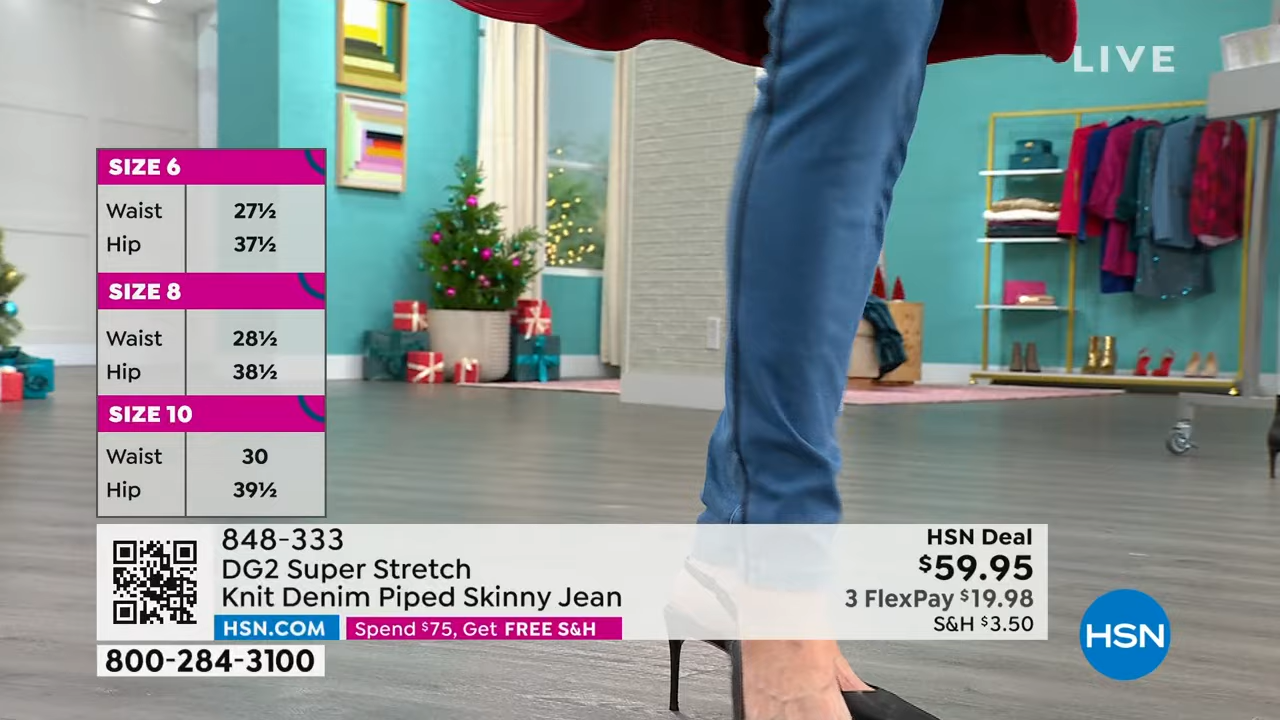 LIVE
SIZE 6
Waist 27½
Hip 37½
SIZE 8
Waist 28½
Hip 38½
SIZE 10
Waist 30
Hip 39½
848-333
DG2 Super Stretch
Knit Denim Piped Skinny Jean
HSN.COM Spend $75, Get FREE S&H
800-284-3100
HSN Deal
$59.95
3 FlexPay $19.98
S&H $3.50
HSN